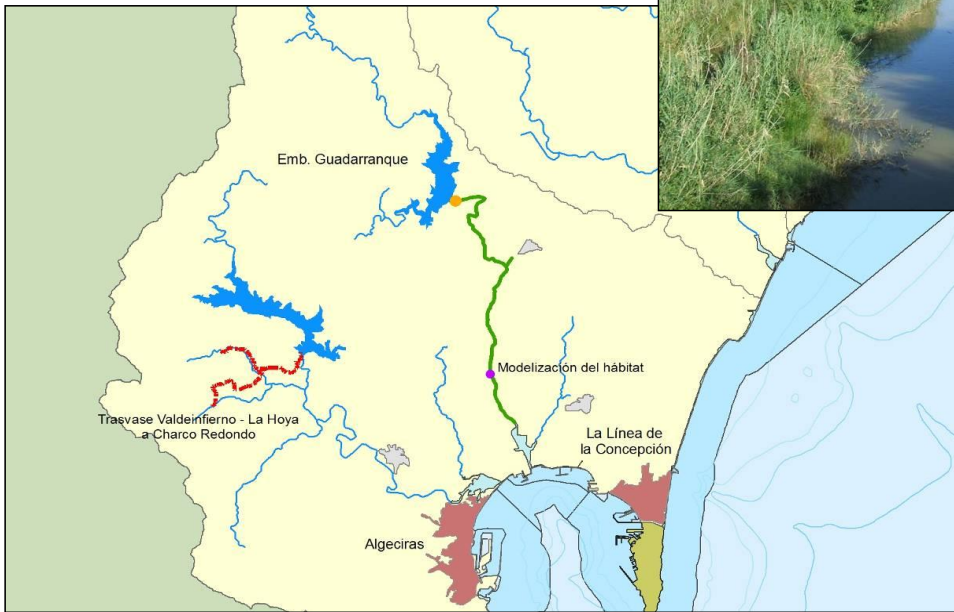 Emb. Guadarranque
Modelización del hábitat
Trasvase Valdeinfierno - La Hoya
a Charco Redondo
La Línea de
la Concepción
Algeciras